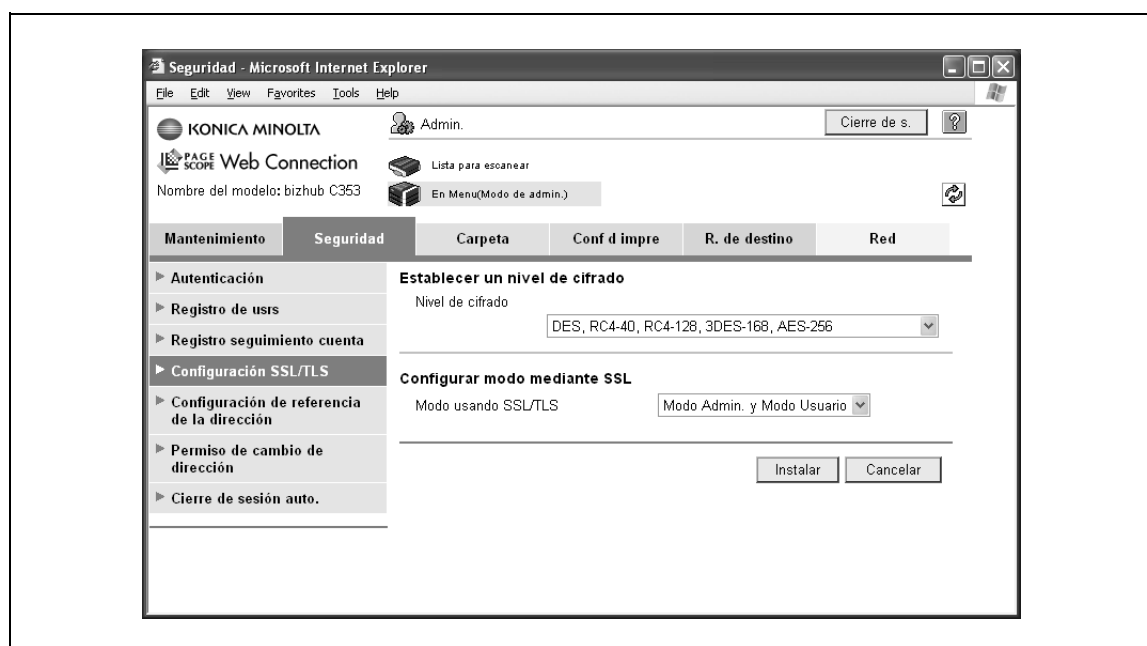 Seguridad - Microsoft Internet Explorer
File Edit View Favorites Tools Help
KONICA MINOLTA
Admin.
Cierre de s.
?
PAGE SCOPE Web Connection
Lista para escanear
Nombre del modelo: bizhub C353
En Menu(Modo de admin.)
Mantenimiento Seguridad Carpeta Conf d impre R. de destino Red
Autenticación
Registro de usrs
Registro seguimiento cuenta
Configuración SSL/TLS
Configuración de referencia
de la dirección
Permiso de cambio de
dirección
Cierre de sesión auto.
Establecer un nivel de cifrado
Nivel de cifrado
DES, RC4-40, RC4-128, 3DES-168, AES-256
Configurar modo mediante SSL
Modo usando SSL/TLS Modo Admin. y Modo Usuario
Instalar Cancelar